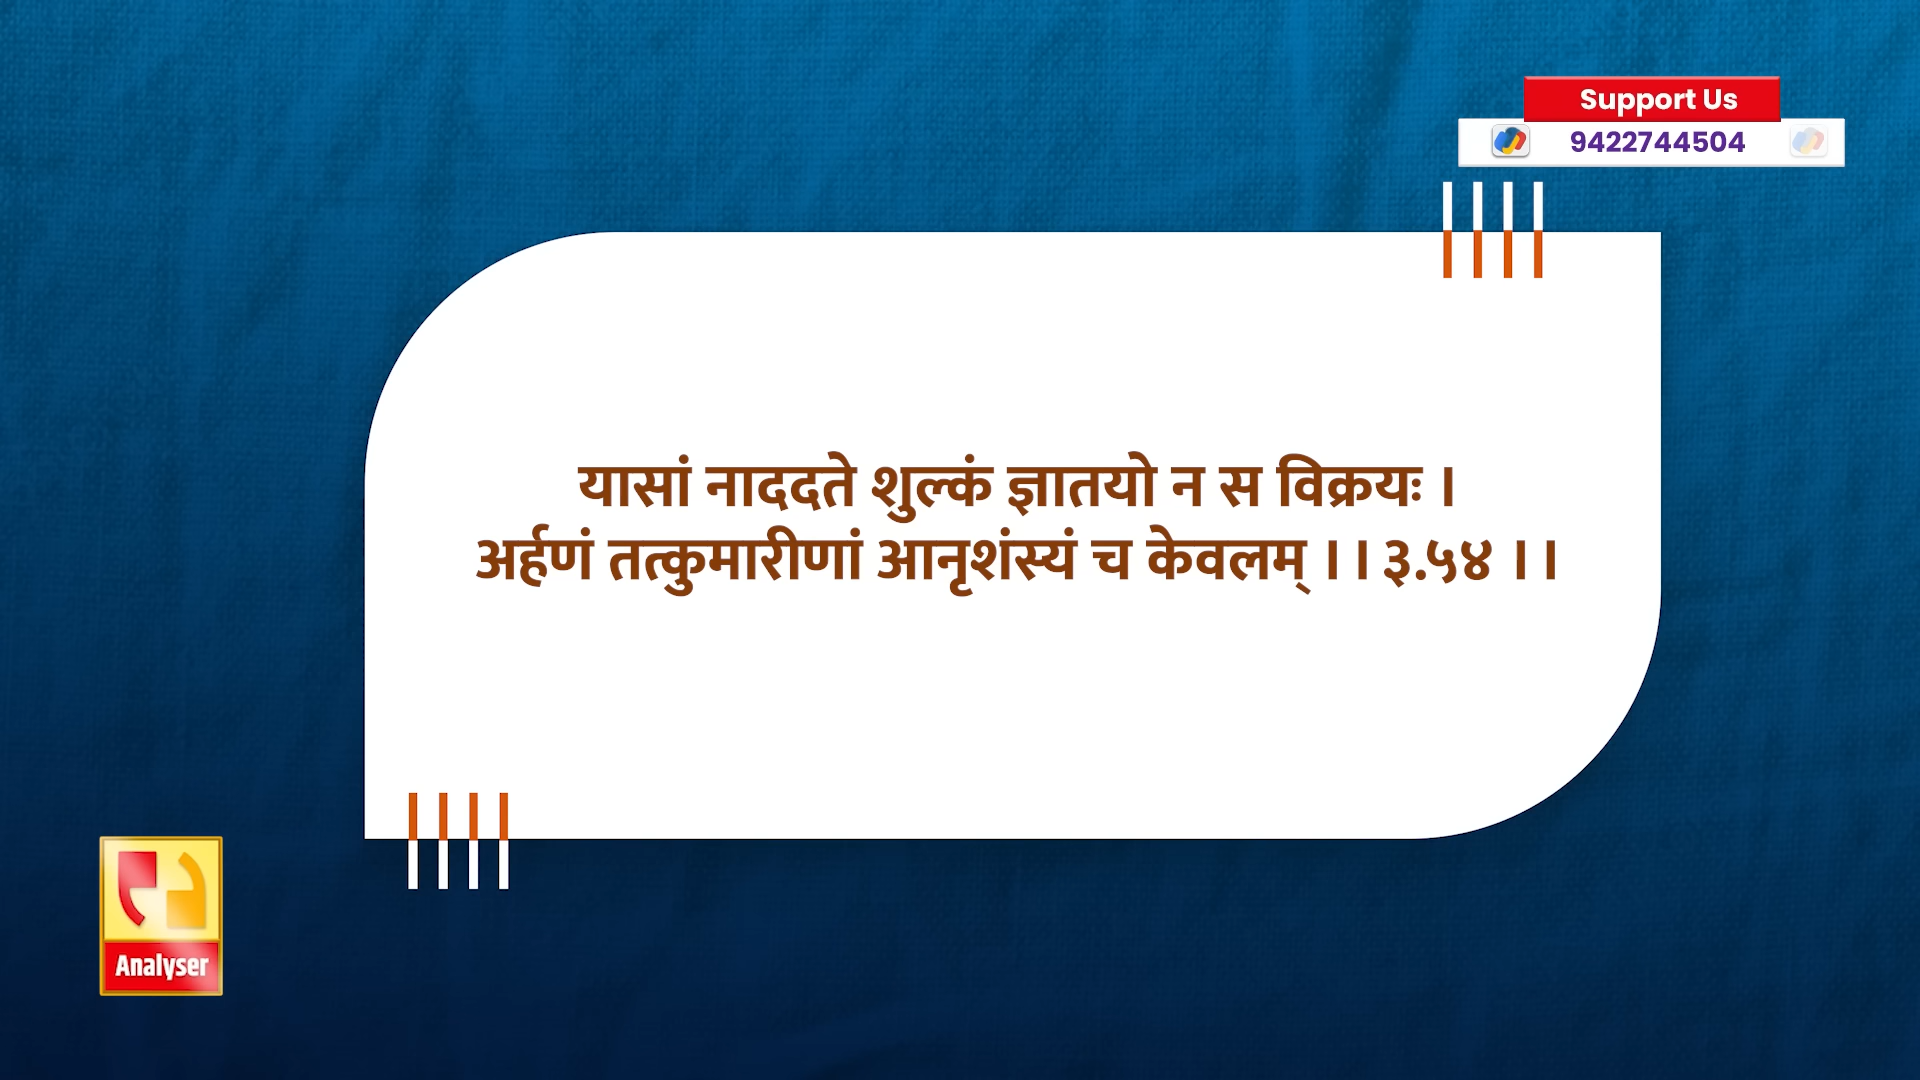 Support Us
9422744504
यासां नाददते शुल्कं ज्ञातयो न स विक्रयः ।
अर्हणं तत्कुमारीणां आनृशंस्यं च केवलम् । । ३.५४ । ।
Analyser